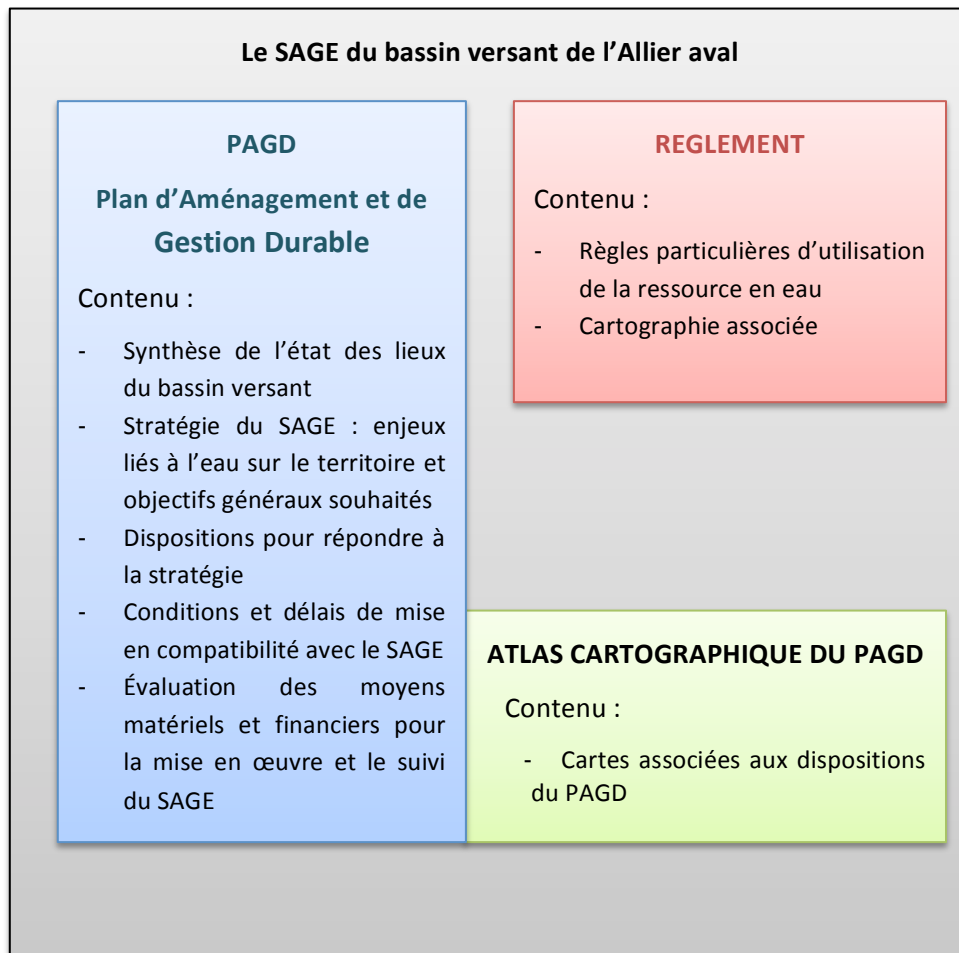 Le SAGE du bassin versant de l’Allier aval
PAGD
Plan d’Aménagement et de
Gestion Durable
Contenu :
- Synthèse de l’état des lieux
du bassin versant
- Stratégie du SAGE : enjeux
liés à l’eau sur le territoire et
objectifs généraux souhaités
- Dispositions pour répondre à
la stratégie
- Conditions et délais de mise
en compatibilité avec le SAGE
- Évaluation des moyens
matériels et financiers pour
la mise en œuvre et le suivi
du SAGE
REGLEMENT
Contenu :
- Règles particulières d’utilisation
de la ressource en eau
- Cartographie associée
ATLAS CARTOGRAPHIQUE DU PAGD
Contenu :
- Cartes associées aux dispositions
du PAGD